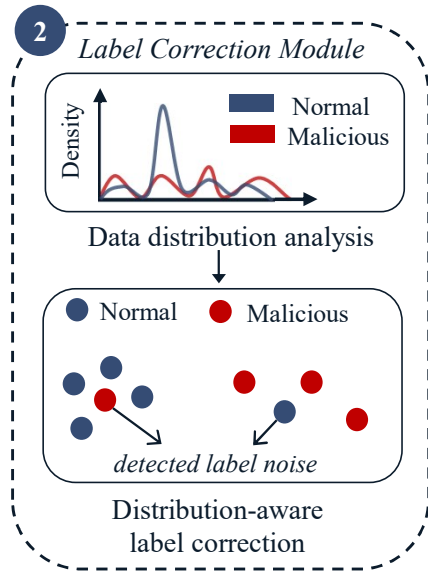 2
Label Correction Module
Density
Normal
Malicious
Data distribution analysis
Normal
Malicious
detected label noise
Distribution-aware
label correction